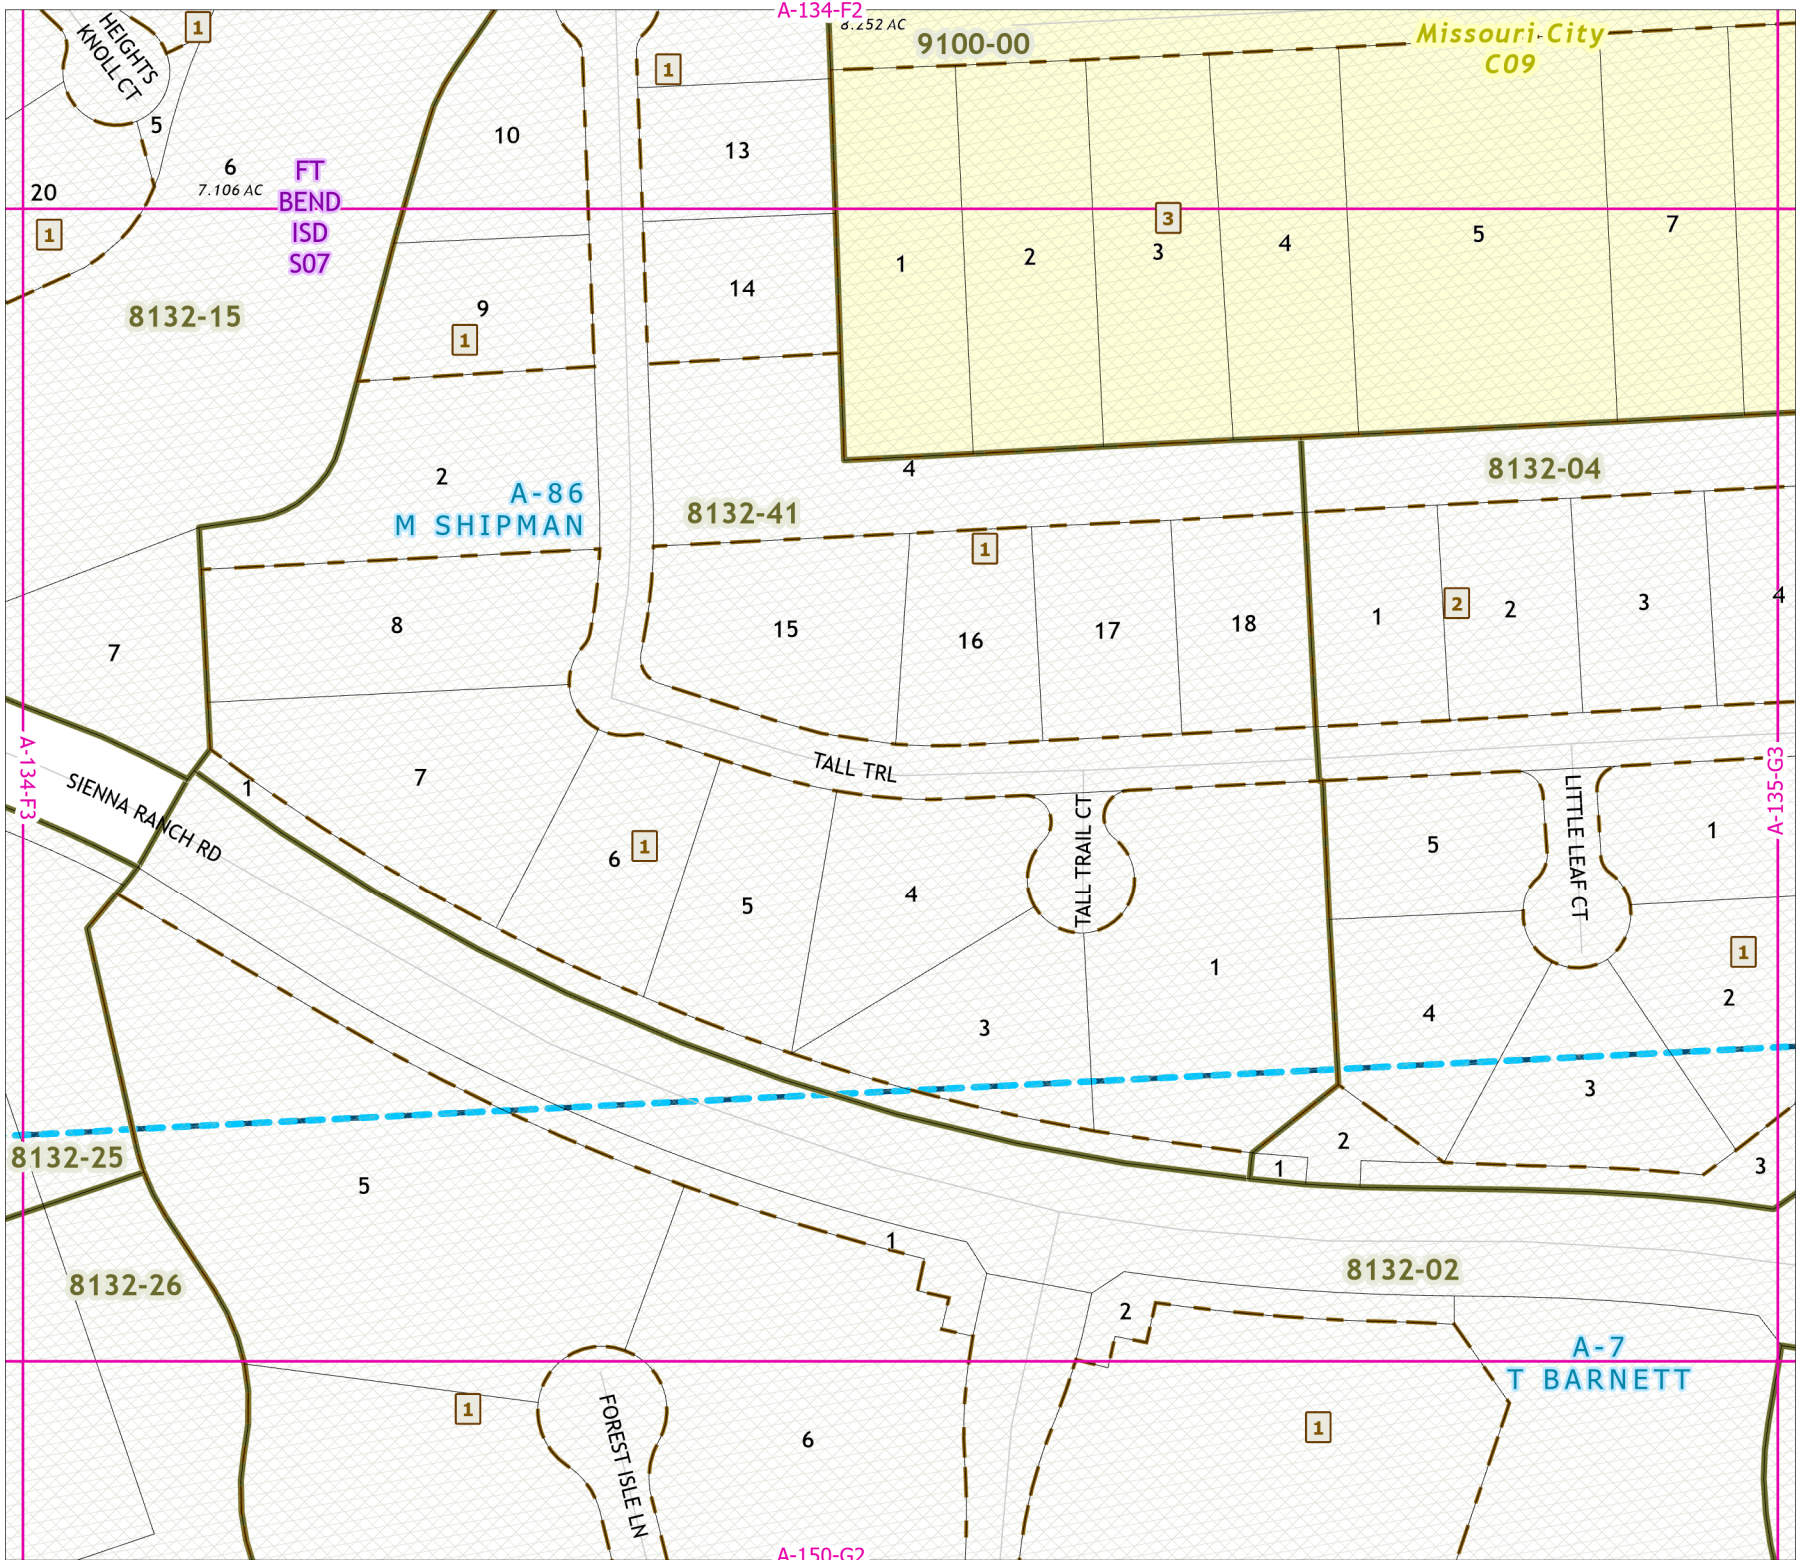 A-134-F2
HEIGHTS
KNOLL CT
1
8.252 AC
9100-00
Missouri City
C09
1
5
10
13
6
7.106 AC
20
FT
BEND
ISD
S07
1
3
1
2
3
4
5
7
8132-15
9
14
1
2
4
8132-04
A-86
M SHIPMAN
8132-41
1
8
15
16
17
18
1
2
2
3
4
7
A-134-F3
SIENNA RANCH RD
1
7
TALL TRL
A-135-G3
TALL TRAIL CT
LITTLE LEAF CT
6
1
5
4
5
1
1
3
4
1
2
3
2
1
3
8132-25
5
1
8132-26
8132-02
2
A-7
T BARNETT
1
FOREST ISLE LN
6
1
A-150-G2